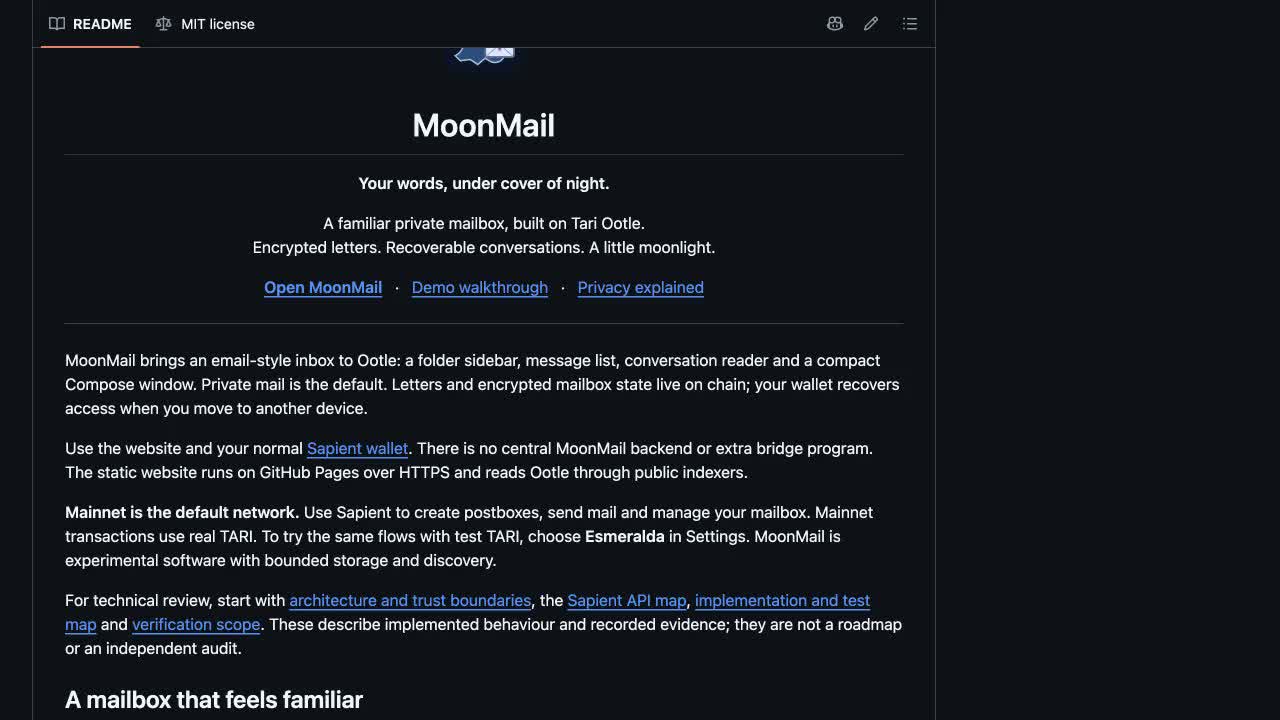 README
MIT license
MoonMail
Your words, under cover of night.
A familiar private mailbox, built on Tari Ootle.
Encrypted letters. Recoverable conversations. A little moonlight.
Open MoonMail · Demo walkthrough · Privacy explained
MoonMail brings an email-style inbox to Ootle: a folder sidebar, message list, conversation reader and a compact
Compose window. Private mail is the default. Letters and encrypted mailbox state live on chain; your wallet recovers
access when you move to another device.
Use the website and your normal Sapient wallet. There is no central MoonMail backend or extra bridge program.
The static website runs on GitHub Pages over HTTPS and reads Ootle through public indexers.
Mainnet is the default network. Use Sapient to create postboxes, send mail and manage your mailbox. Mainnet
transactions use real TARI. To try the same flows with test TARI, choose Esmeralda in Settings. MoonMail is
experimental software with bounded storage and discovery.
For technical review, start with architecture and trust boundaries, the Sapient API map, implementation and test
map and verification scope. These describe implemented behaviour and recorded evidence; they are not a roadmap
or an independent audit.
A mailbox that feels familiar